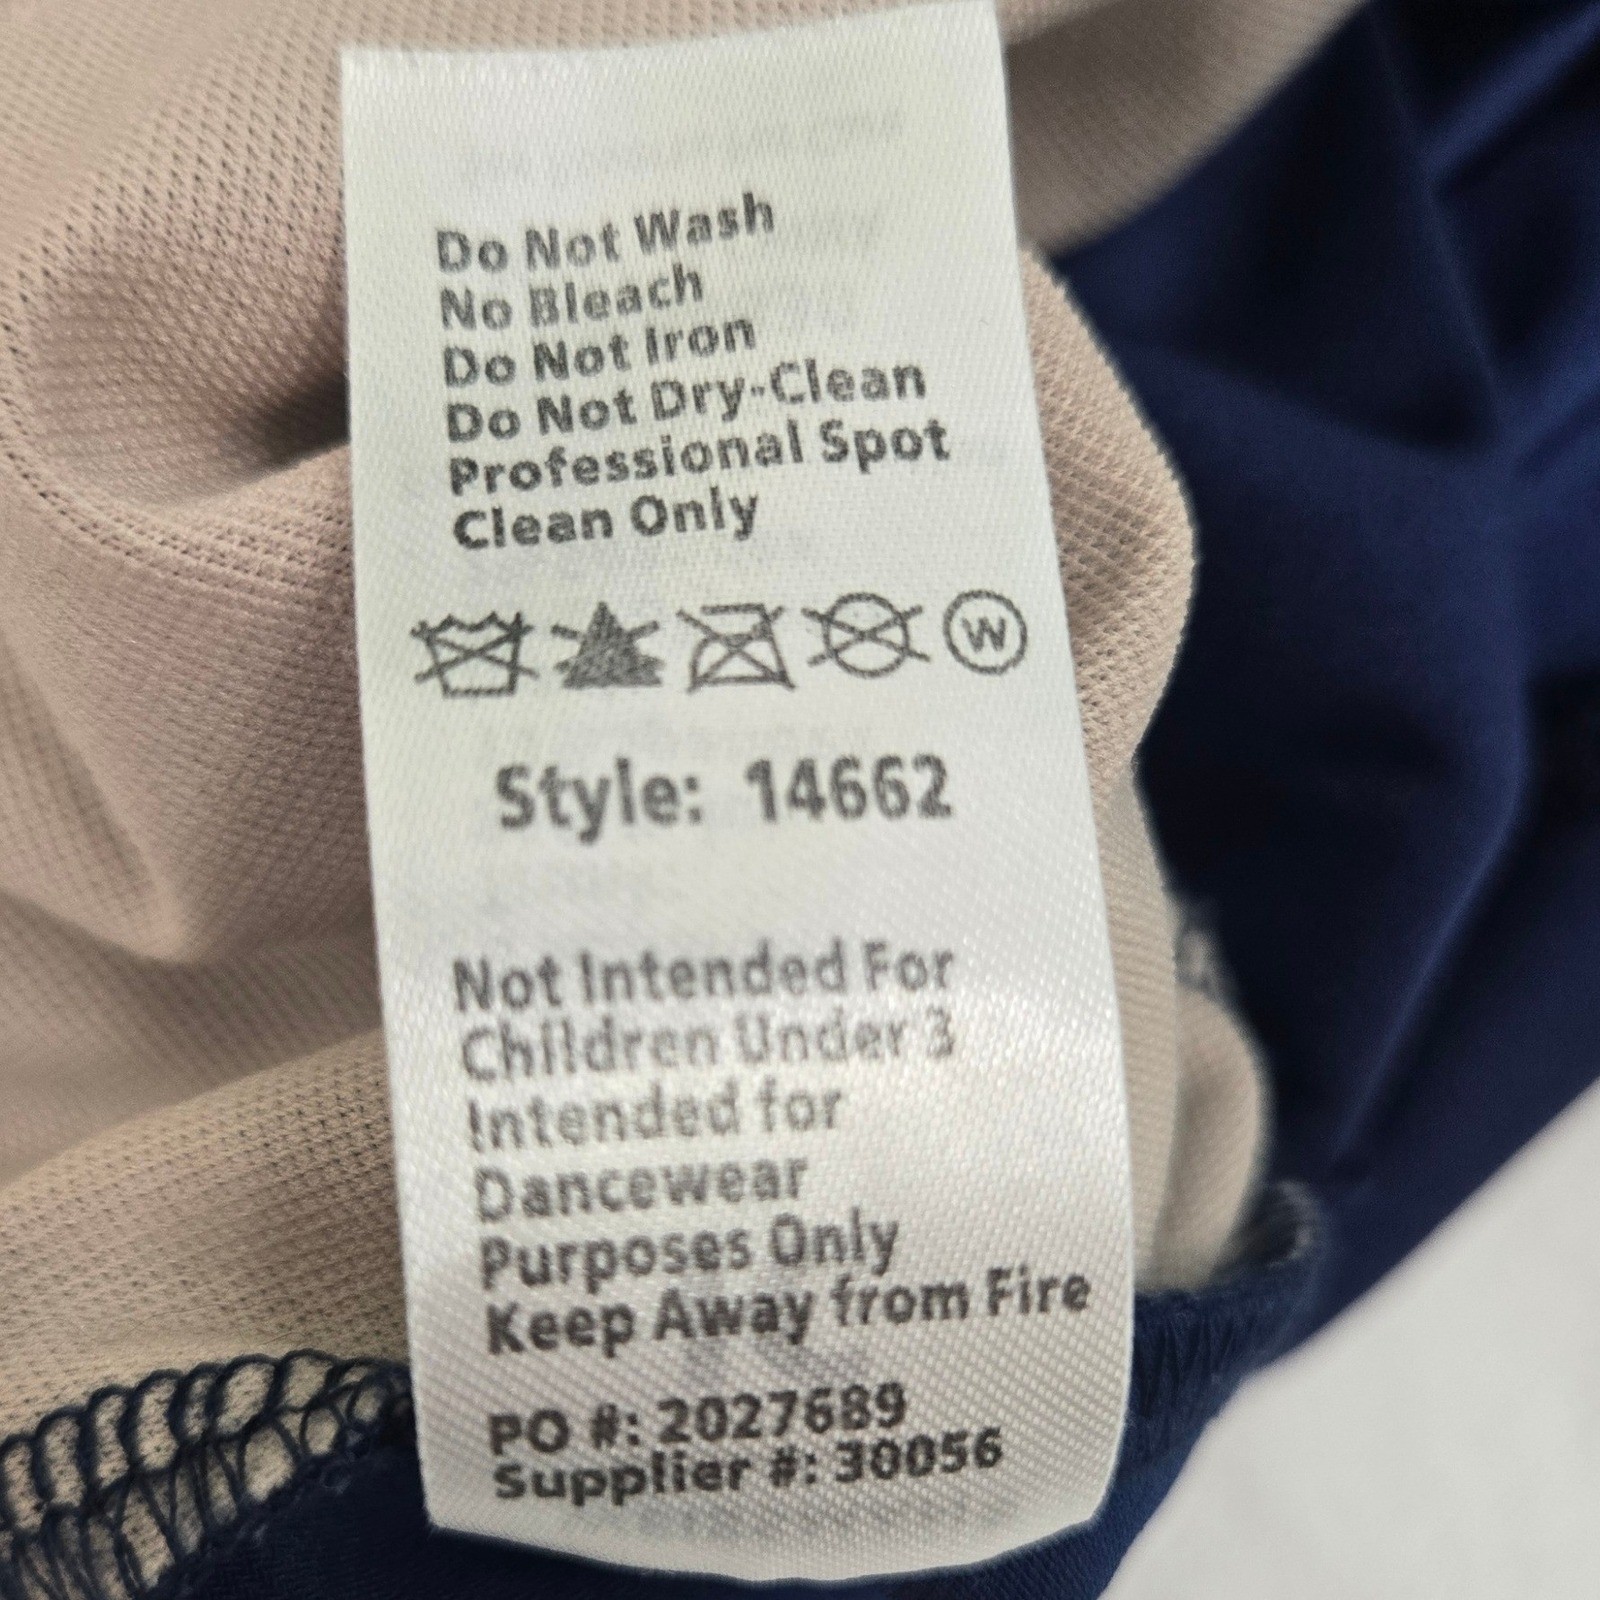 Do Not Wash
No Bleach
Do Not Iron
Do Not Dry-Clean
Professional Spot
Clean Only
W
Style: 14662
Not Intended For
Children Under 3
Intended for
Dancewear
Purposes Only
Keep Away from Fire
PO #: 2027689
Supplier #: 30056